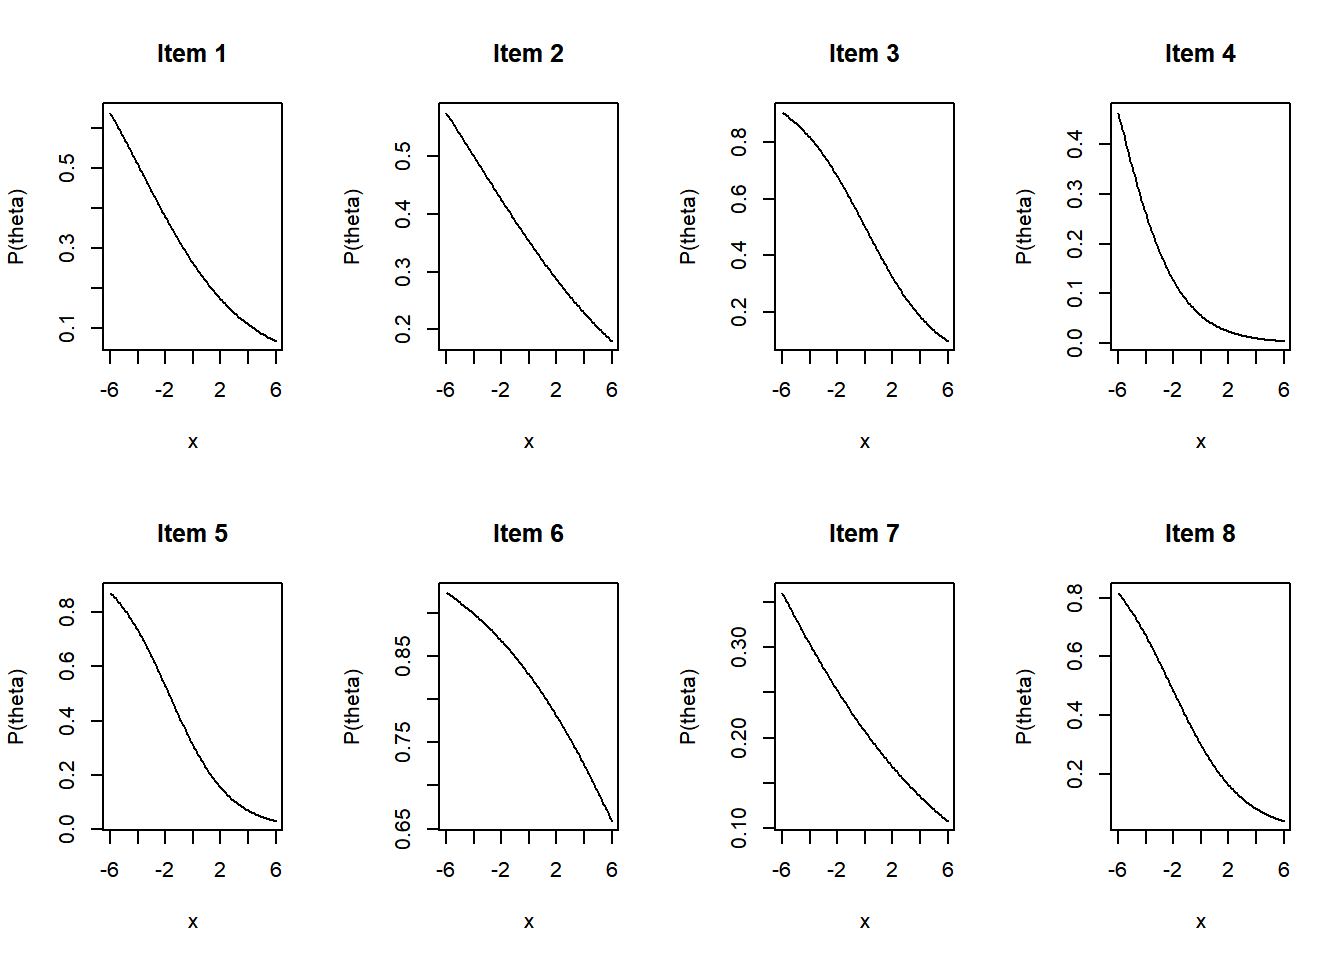 Item 1
P(theta)
0.1 0.3 0.5
-6 -2 2 6
x
Item 2
P(theta)
0.2 0.3 0.4 0.5
-6 -2 2 6
x
Item 3
P(theta)
0.2 0.4 0.6 0.8
-6 -2 2 6
x
Item 4
P(theta)
0.0 0.1 0.2 0.3 0.4
-6 -2 2 6
x
Item 5
P(theta)
0.0 0.2 0.4 0.6 0.8
-6 -2 2 6
x
Item 6
P(theta)
0.65 0.75 0.85
-6 -2 2 6
x
Item 7
P(theta)
0.10 0.20 0.30
-6 -2 2 6
x
Item 8
P(theta)
0.2 0.4 0.6 0.8
-6 -2 2 6
x